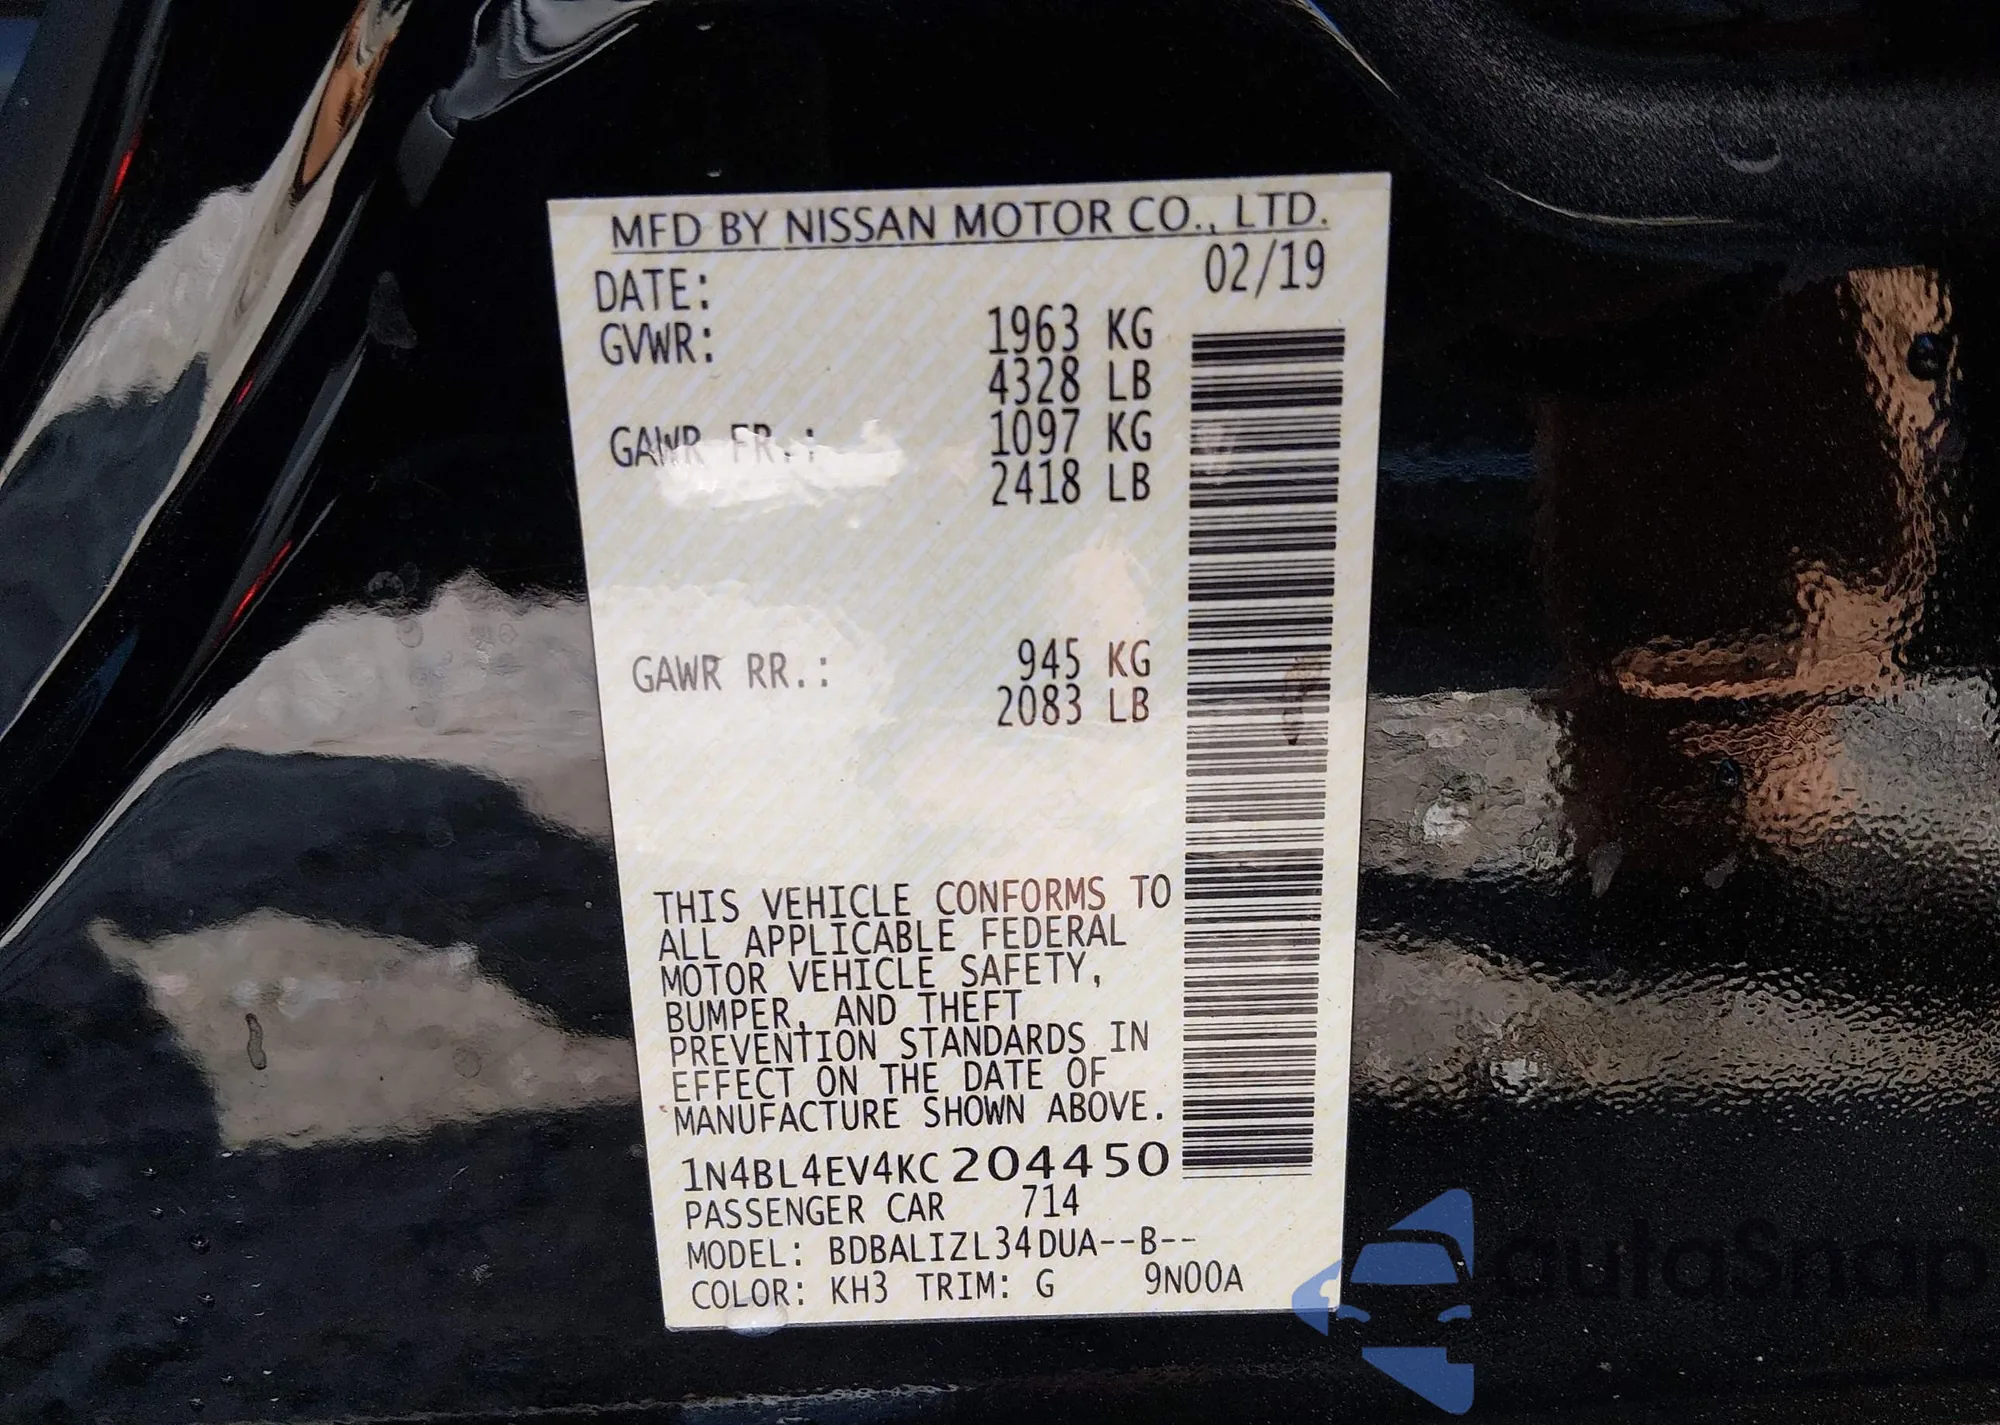 MFD BY NISSAN MOTOR CO., LTD.
DATE: 02/19
GVWR: 1963 KG
4328 LB
GAWR FR.: 1097 KG
2418 LB
GAWR RR.: 945 KG
2083 LB
THIS VEHICLE CONFORMS TO
ALL APPLICABLE FEDERAL
MOTOR VEHICLE SAFETY,
BUMPER, AND THEFT
PREVENTION STANDARDS IN
EFFECT ON THE DATE OF
MANUFACTURE SHOWN ABOVE.
1N4BL4EV4KC204450
PASSENGER CAR 714
MODEL: BDBALIZL34DUA--B--
COLOR: KH3 TRIM: G 9N00A